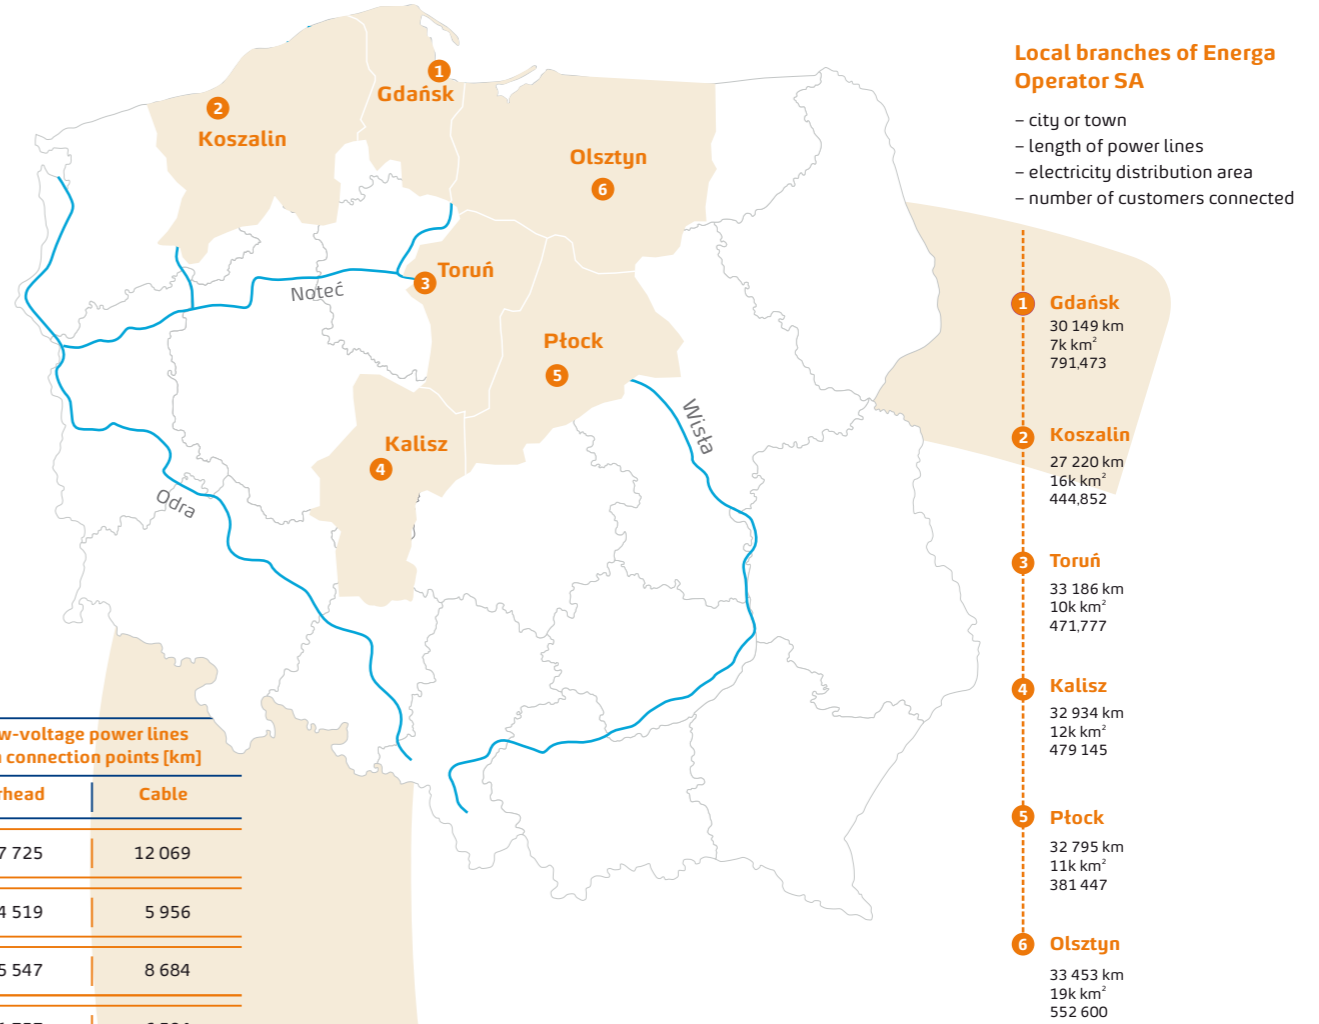 1
Gdańsk
2
Koszalin
Olsztyn
6
3
Toruń
Noteć
Płock
5
Wisła
Kalisz
4
Odra
Local branches of Energa
Operator SA
– city or town
– length of power lines
– electricity distribution area
– number of customers connected
1 Gdańsk
30 149 km
7k km²
791,473
2 Koszalin
27 220 km
16k km²
444,852
3 Toruń
33 186 km
10k km²
471,777
4 Kalisz
32 934 km
12k km²
479 145
5 Płock
32 795 km
11k km²
381 447
6 Olsztyn
33 453 km
19k km²
552 600
w-voltage power lines
connection points [km]
rhead Cable
7 725 12 069
4 519 5 956
5 547 8 684